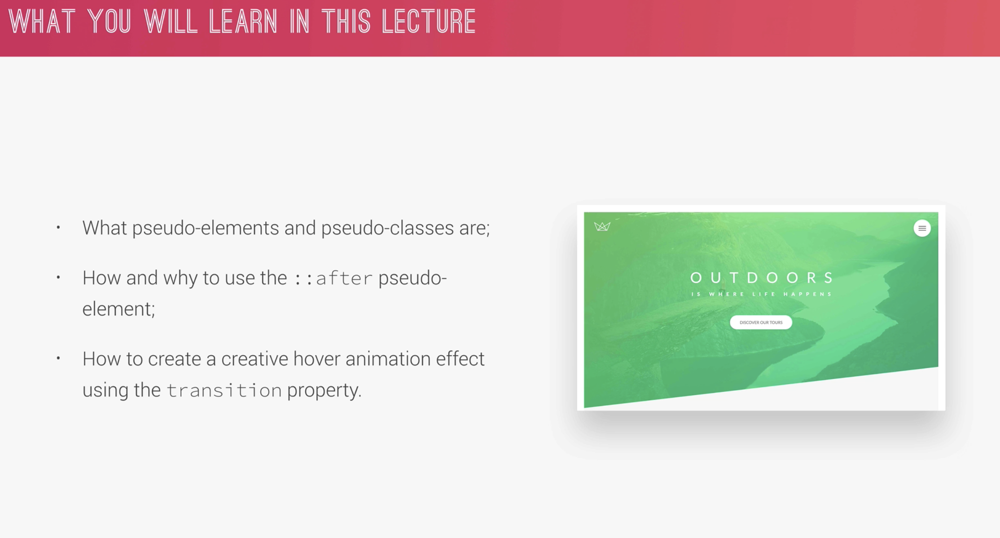 WHAT YOU WILL LEARN IN THIS LECTURE
• What pseudo-elements and pseudo-classes are;
• How and why to use the ::after pseudo-
element;
• How to create a creative hover animation effect
using the transition property.
OUTDOORS
IS WHERE LIFE HAPPENS
DISCOVER OUR TOURS